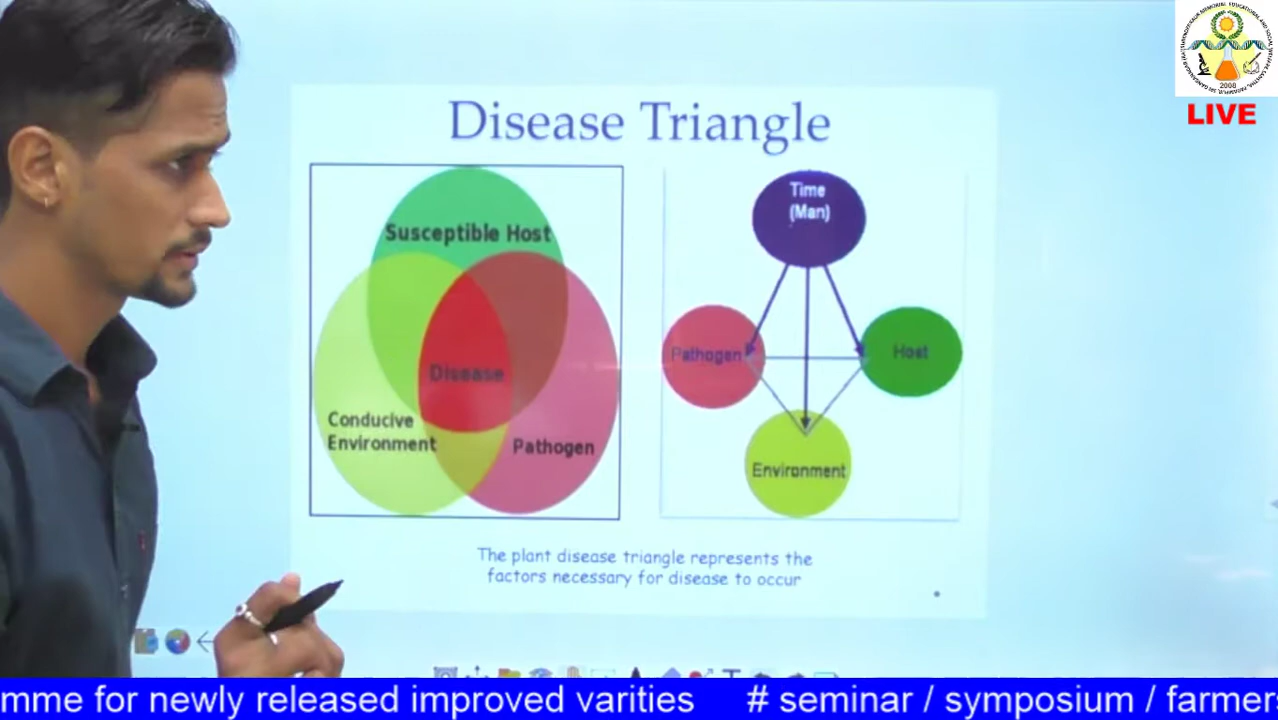 LIVE
Disease Triangle
Susceptible Host
Disease
Conducive
Environment
Pathogen
Time
(Man)
Pathogen
Host
Environment
The plant disease triangle represents the
factors necessary for disease to occur
2008
mme for newly released improved varities # seminar / symposium / farmers